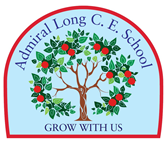 Admiral Long C. E. School
GROW WITH US